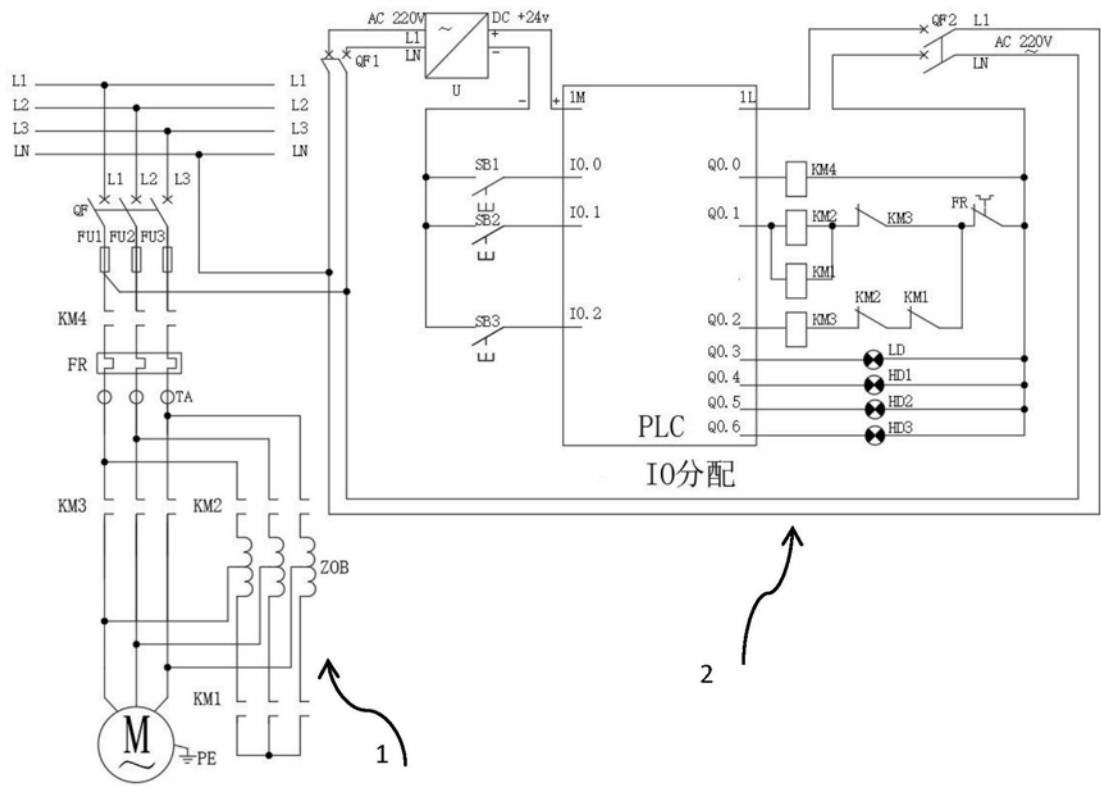 AC 220V
DC +24v
L1
LN
~
+
−
U
QF1
QF2 L1
AC 220V
~
LN
L1 L1
L2 L2
L3 L3
LN LN
L1 L2 L3
QF
FU1 FU2 FU3
KM4
FR
TA
KM3
KM2
ZOB
KM1
M
~
PE
1
−
+
1M
1L
SB1
I0.0
SB2
I0.1
SB3
I0.2
Q0.0
KM4
Q0.1
KM2
KM3
FR
KM1
Q0.2
KM3
KM2
KM1
Q0.3
LD
Q0.4
HD1
Q0.5
HD2
Q0.6
HD3
PLC
IO分配
2